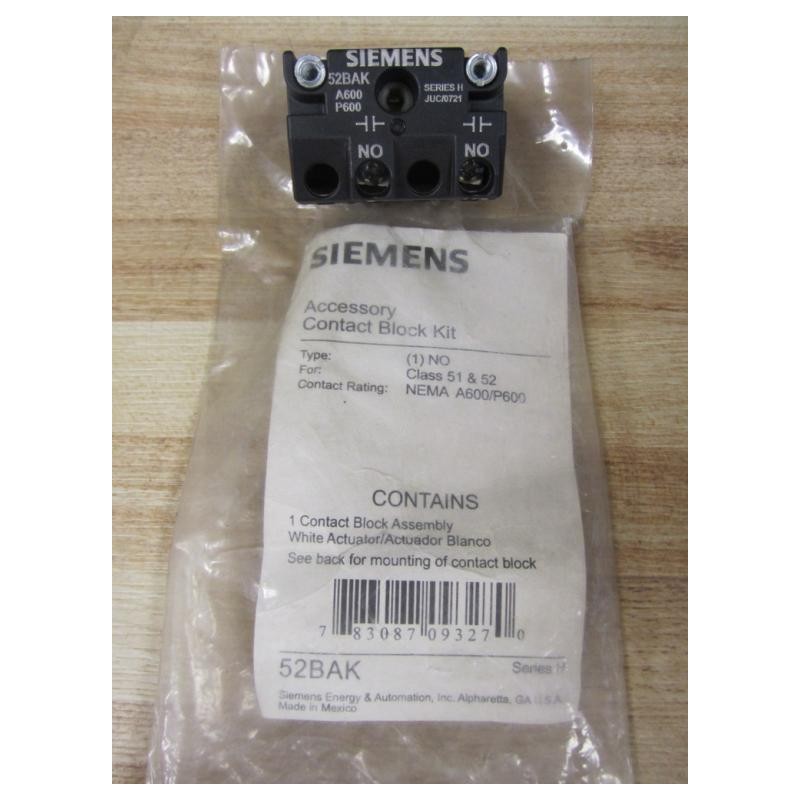 SIEMENS
52BAK
A600
P600
SERIES H
JUC/0721
NO NO
SIEMENS
Accessory
Contact Block Kit
Type: (1) NO
For: Class 51 & 52
Contact Rating: NEMA A600/P600
CONTAINS
1 Contact Block Assembly
White Actuator/Actuador Blanco
See back for mounting of contact block
7 83087 09327 0
52BAK Series H
Siemens Energy & Automation, Inc. Alpharetta, GA U.S.A.
Made in Mexico